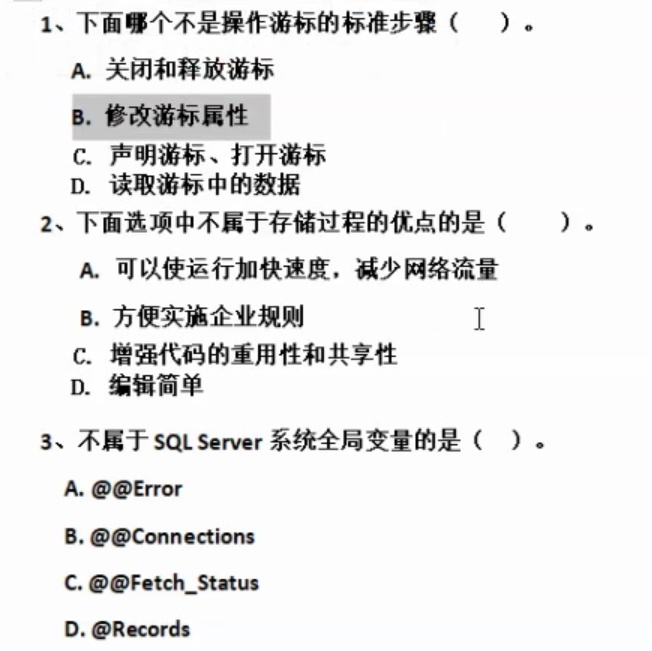 1、下面哪个不是操作游标的标准步骤（ ）。
A. 关闭和释放游标
B. 修改游标属性
C. 声明游标、打开游标
D. 读取游标中的数据
2、下面选项中不属于存储过程的优点的是（ ）。
A. 可以使运行加快速度，减少网络流量
B. 方便实施企业规则
C. 增强代码的重用性和共享性
D. 编辑简单
3、不属于 SQL Server 系统全局变量的是（ ）。
A. @@Error
B. @@Connections
C. @@Fetch_Status
D. @Records